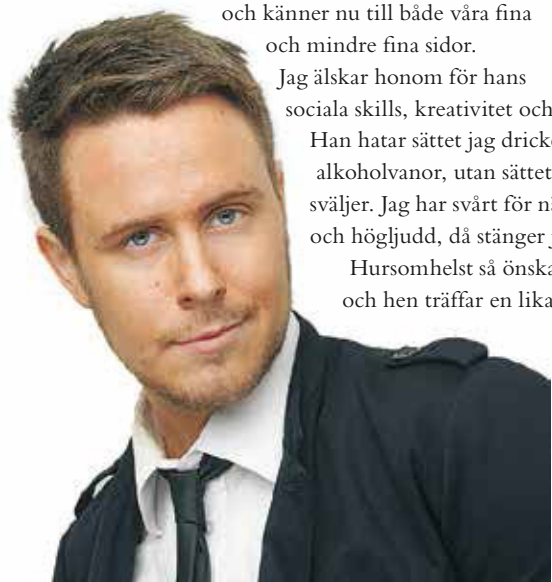 och känner nu till både våra fina
och mindre fina sidor.
Jag älskar honom för hans
sociala skills, kreativitet och
Han hatar sättet jag
alkoholvanor, utan sättet
sväljer. Jag har svårt för
och högljudd, då stänger
Hursomhelst så
och hen träffar en